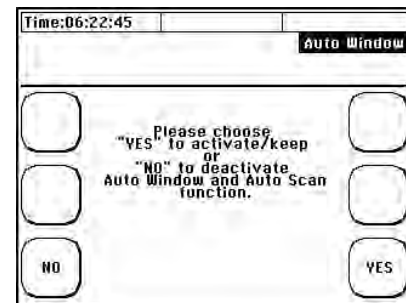 Time:06:22:45
Auto Window
Please choose
"YES" to activate/keep
or
"NO" to deactivate
Auto Window and Auto Scan
function.
NO
YES